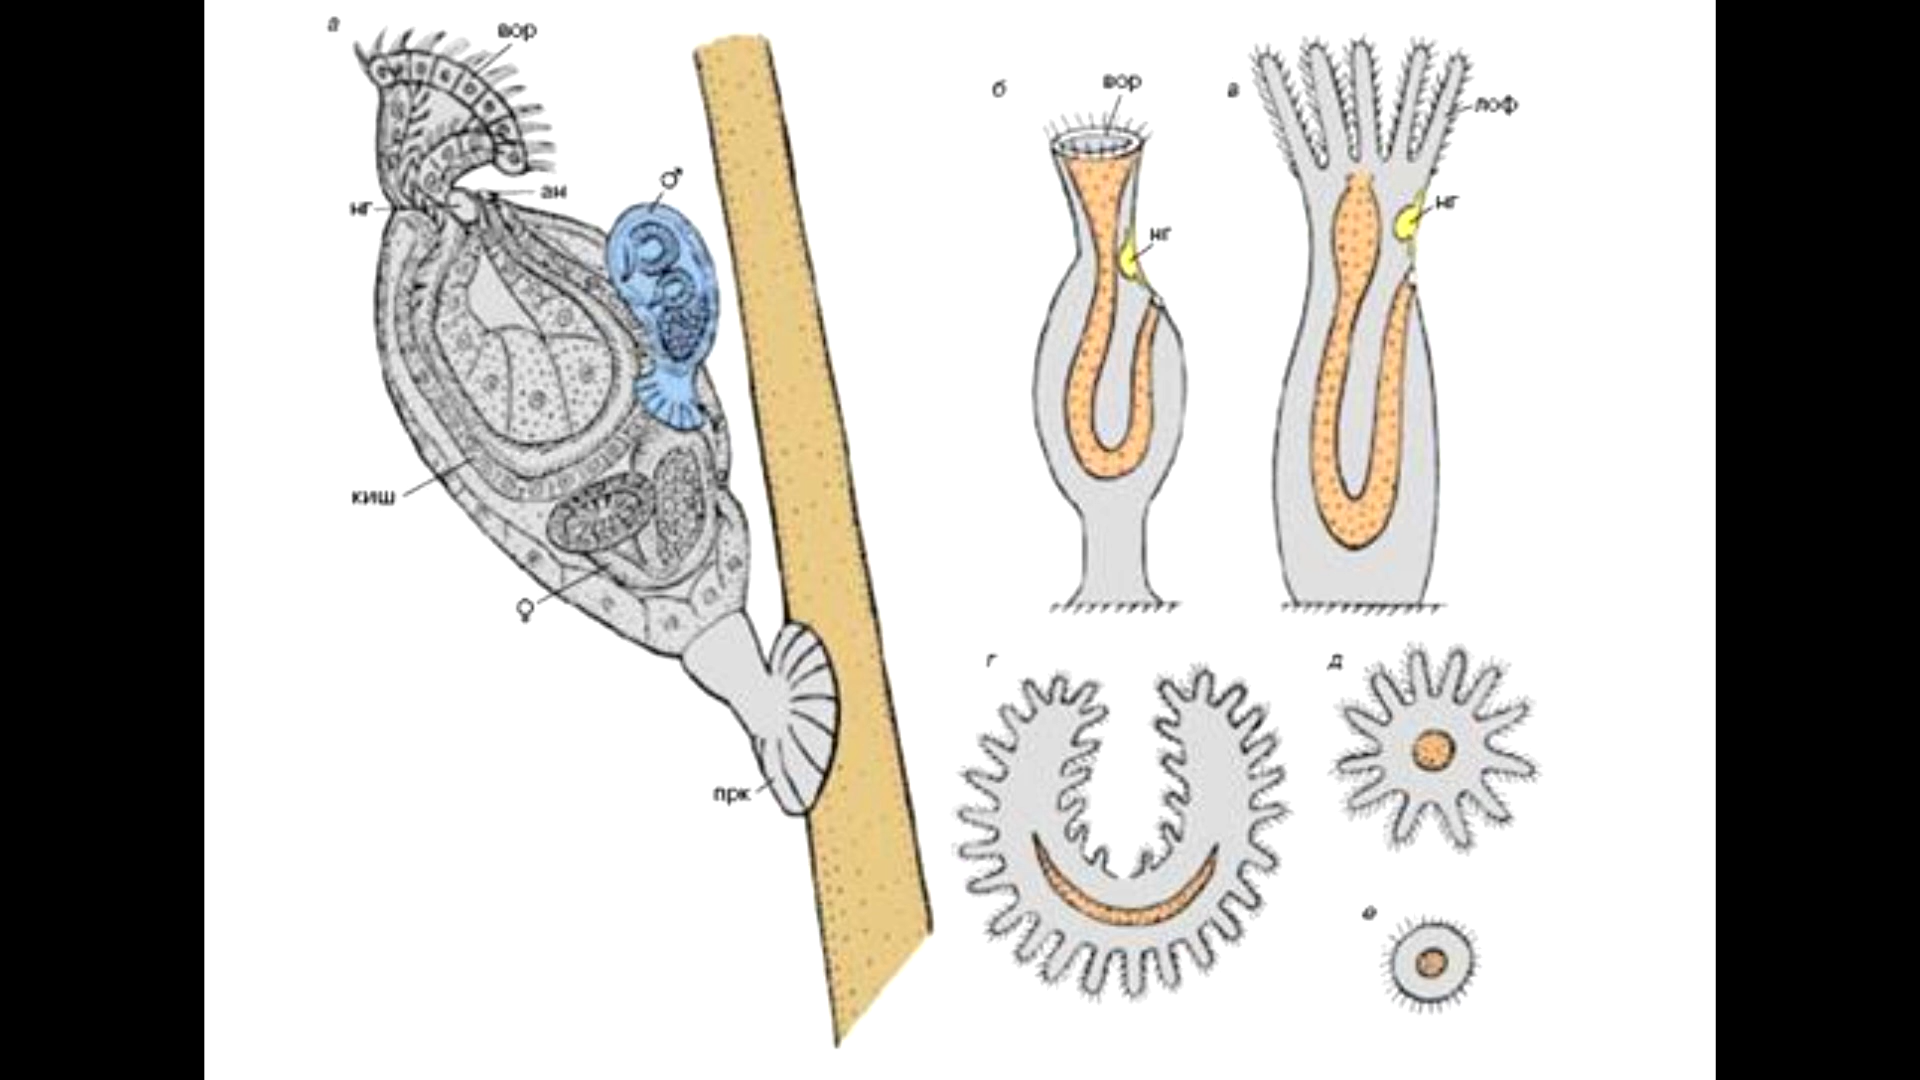 а
вор
ан
нг
♂
киш
♀
прк
б
вор
нг
в
лоф
нг
г
д
е